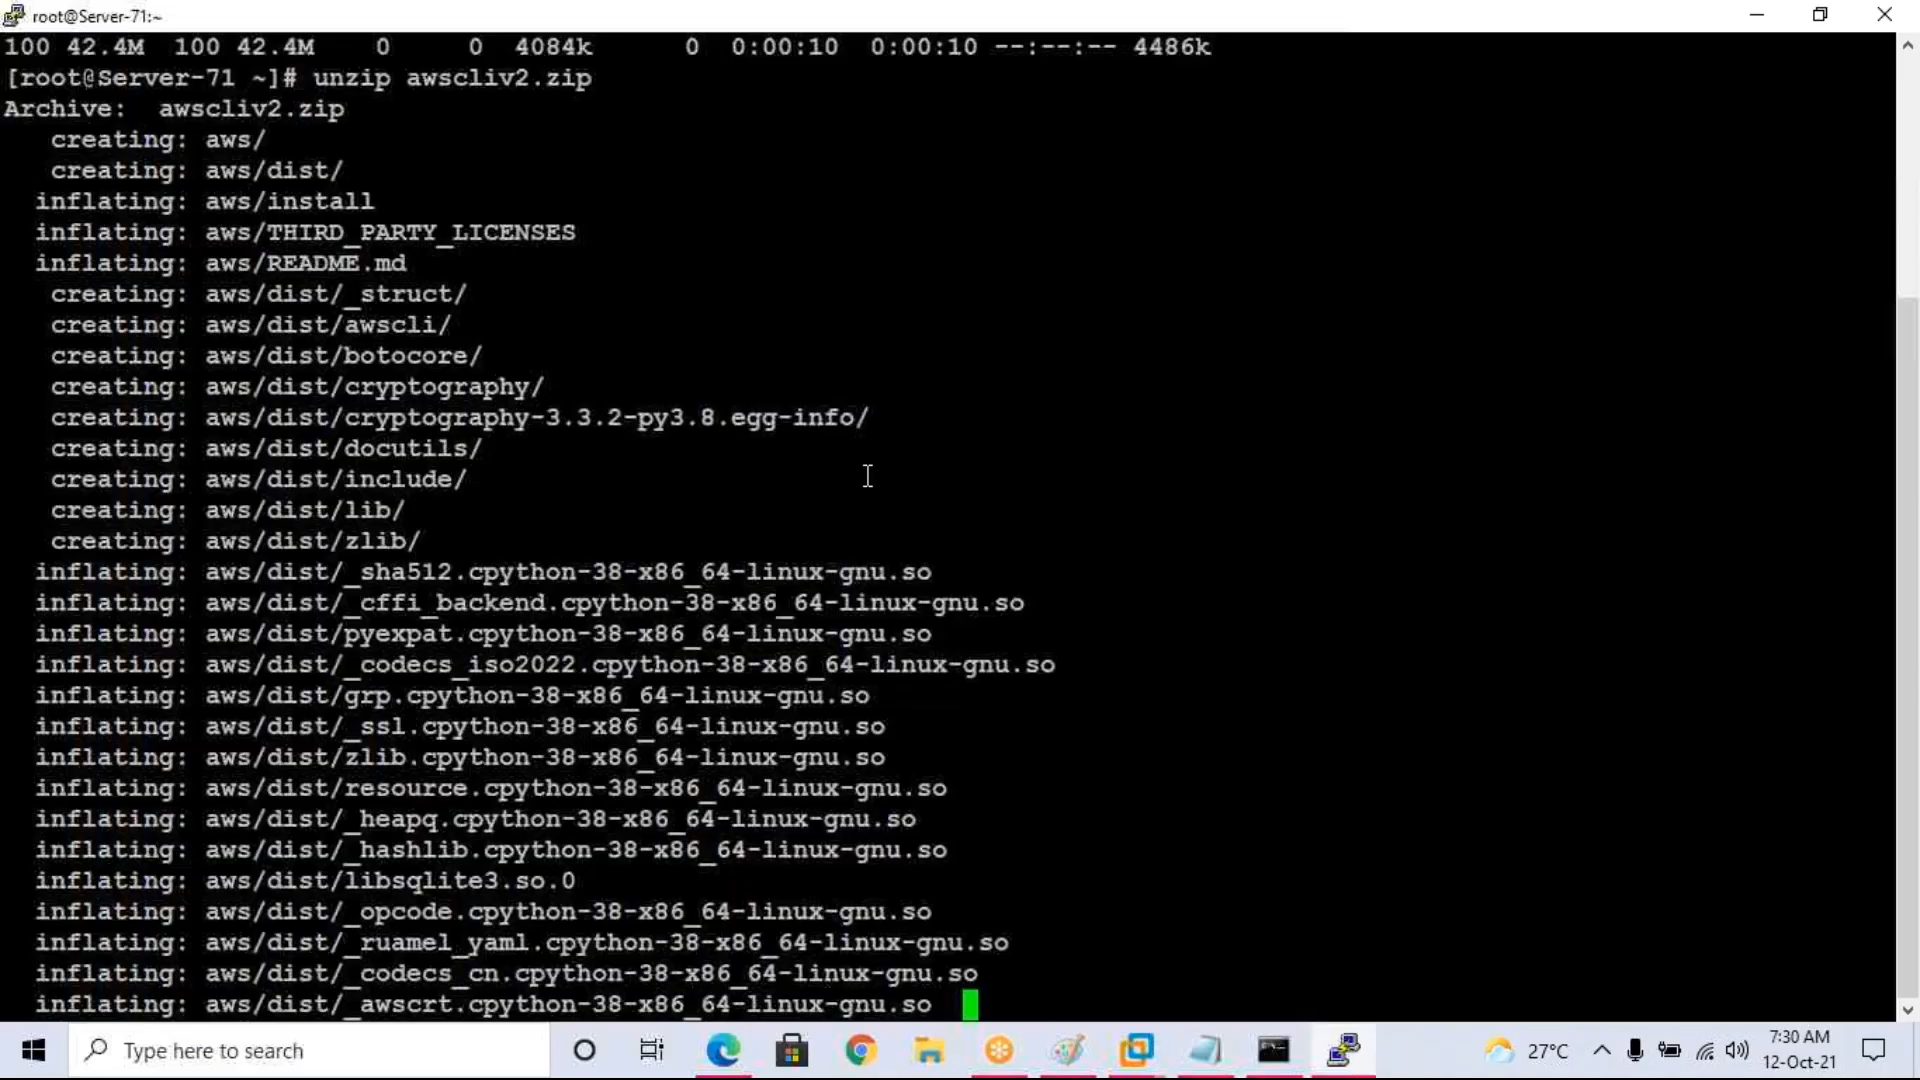 root@Server-71:~
100 42.4M  100 42.4M    0     0  4084k      0  0:00:10  0:00:10 --:--:-- 4486k
[root@Server-71 ~]# unzip awscliv2.zip
Archive:  awscliv2.zip
   creating: aws/
   creating: aws/dist/
  inflating: aws/install
  inflating: aws/THIRD_PARTY_LICENSES
  inflating: aws/README.md
   creating: aws/dist/_struct/
   creating: aws/dist/awscli/
   creating: aws/dist/botocore/
   creating: aws/dist/cryptography/
   creating: aws/dist/cryptography-3.3.2-py3.8.egg-info/
   creating: aws/dist/docutils/
   creating: aws/dist/include/
   creating: aws/dist/lib/
   creating: aws/dist/zlib/
  inflating: aws/dist/_sha512.cpython-38-x86_64-linux-gnu.so
  inflating: aws/dist/_cffi_backend.cpython-38-x86_64-linux-gnu.so
  inflating: aws/dist/pyexpat.cpython-38-x86_64-linux-gnu.so
  inflating: aws/dist/_codecs_iso2022.cpython-38-x86_64-linux-gnu.so
  inflating: aws/dist/grp.cpython-38-x86_64-linux-gnu.so
  inflating: aws/dist/_ssl.cpython-38-x86_64-linux-gnu.so
  inflating: aws/dist/zlib.cpython-38-x86_64-linux-gnu.so
  inflating: aws/dist/resource.cpython-38-x86_64-linux-gnu.so
  inflating: aws/dist/_heapq.cpython-38-x86_64-linux-gnu.so
  inflating: aws/dist/_hashlib.cpython-38-x86_64-linux-gnu.so
  inflating: aws/dist/libsqlite3.so.0
  inflating: aws/dist/_opcode.cpython-38-x86_64-linux-gnu.so
  inflating: aws/dist/_ruamel_yaml.cpython-38-x86_64-linux-gnu.so
  inflating: aws/dist/_codecs_cn.cpython-38-x86_64-linux-gnu.so
  inflating: aws/dist/_awscrt.cpython-38-x86_64-linux-gnu.so
Type here to search
27°C
7:30 AM
12-Oct-21